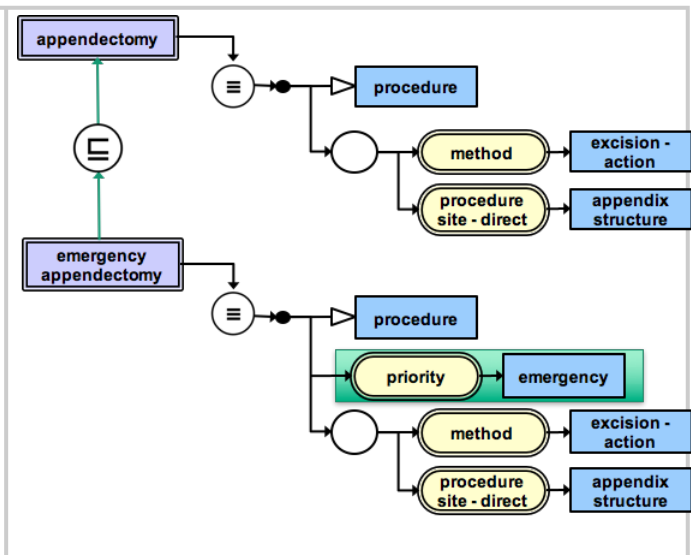 appendectomy
≡
procedure
⊑
method
excision -
action
procedure
site - direct
appendix
structure
emergency
appendectomy
≡
procedure
priority
emergency
method
excision -
action
procedure
site - direct
appendix
structure